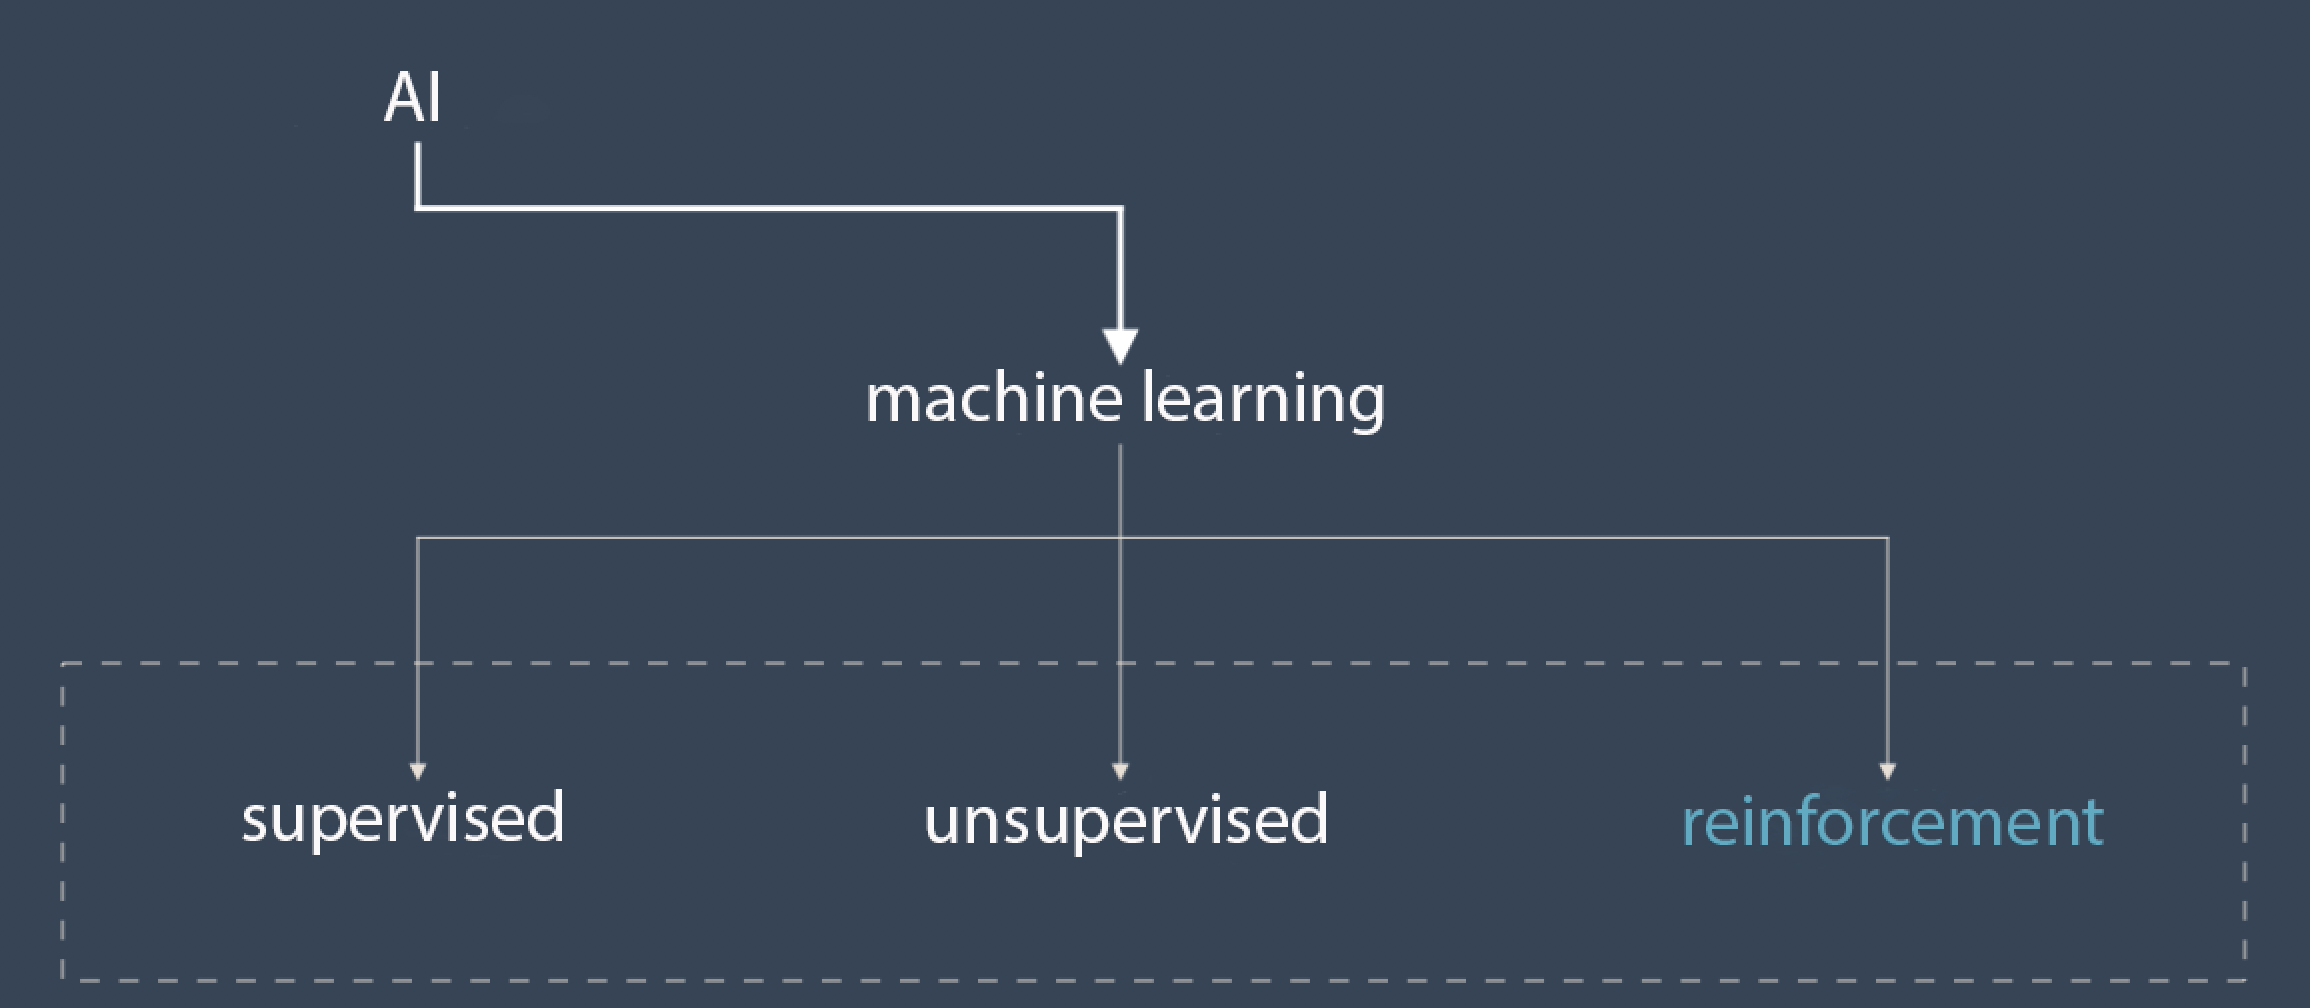 AI
machine learning
supervised
unsupervised
reinforcement